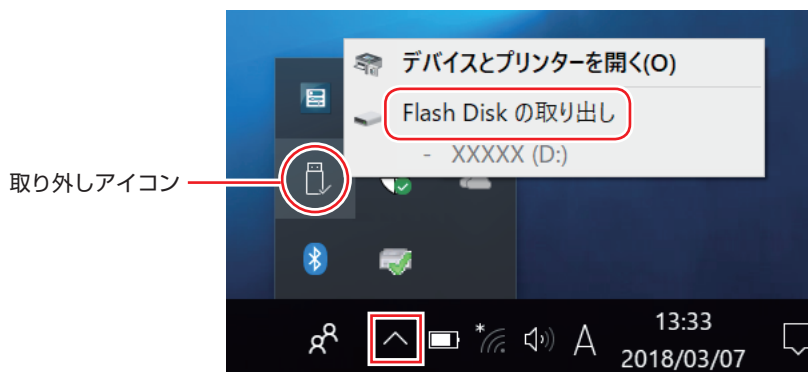 デバイスとプリンターを開く(O)
Flash Disk の取り出し
- XXXXX (D:)
取り外しアイコン
A
13:33
2018/03/07